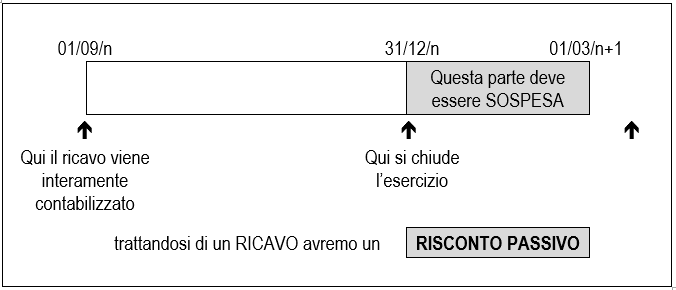 01/09/n 31/12/n 01/03/n+1
Questa parte deve
essere SOSPESA
Qui il ricavo viene
interamente
contabilizzato
Qui si chiude
l'esercizio
trattandosi di un RICAVO avremo un RISCONTO PASSIVO